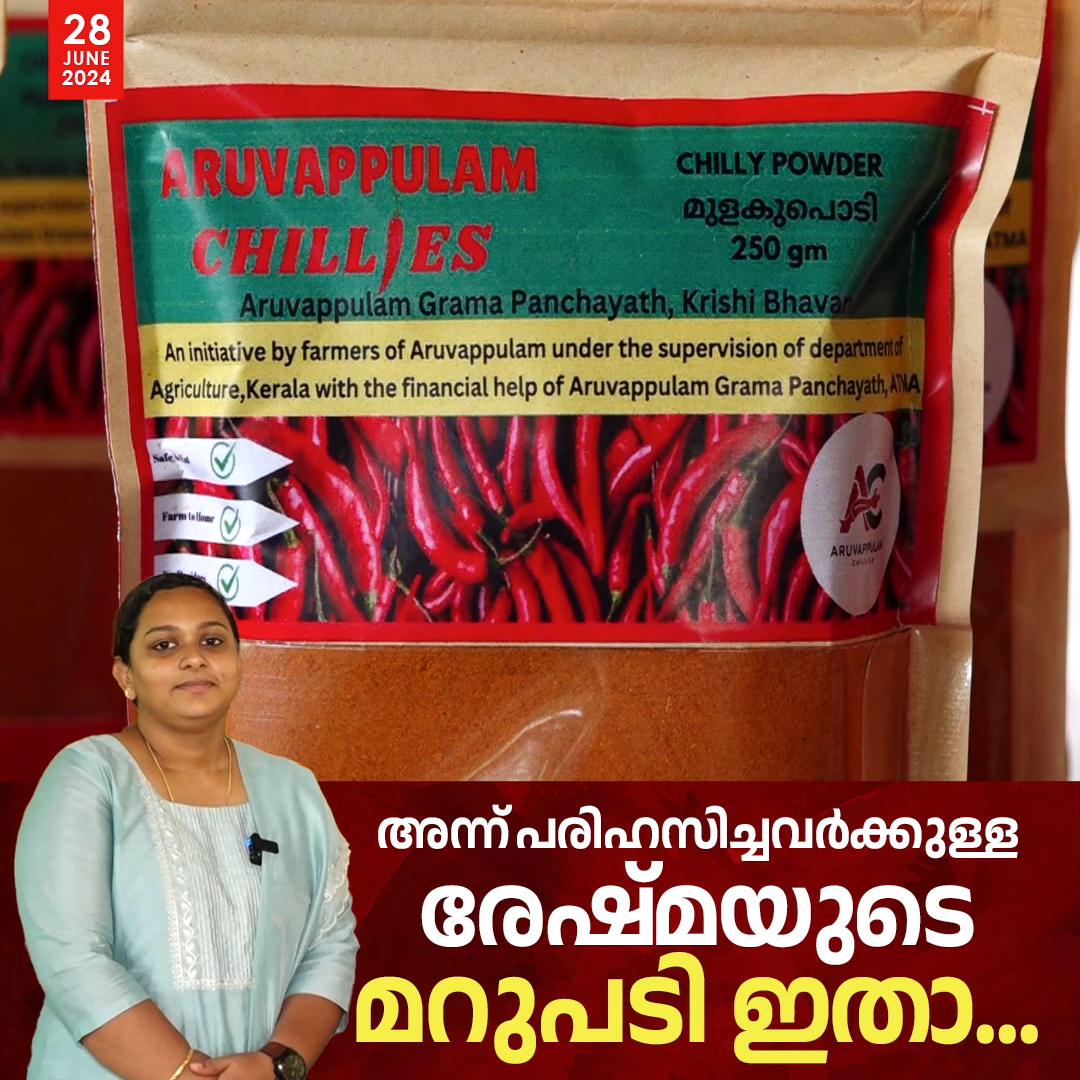 28
JUNE
2024
ARUVAPPULAM
CHILLIES
CHILLY POWDER
മുളകുപൊടി
250 gm
Aruvappulam Grama Panchayath, Krishi
An initiative by farmers of Aruvappulam under the supervision of department of
Agriculture,Kerala with the financial help of Aruvappulam Grama Panchayath, ATMA
Farm to Home
ARUVAPPULAM
CHILLIES
അന്ന് പരിഹസിച്ചവർക്കുള്ള
രേഷ്മയുടെ
മറുപടി ഇതാ...